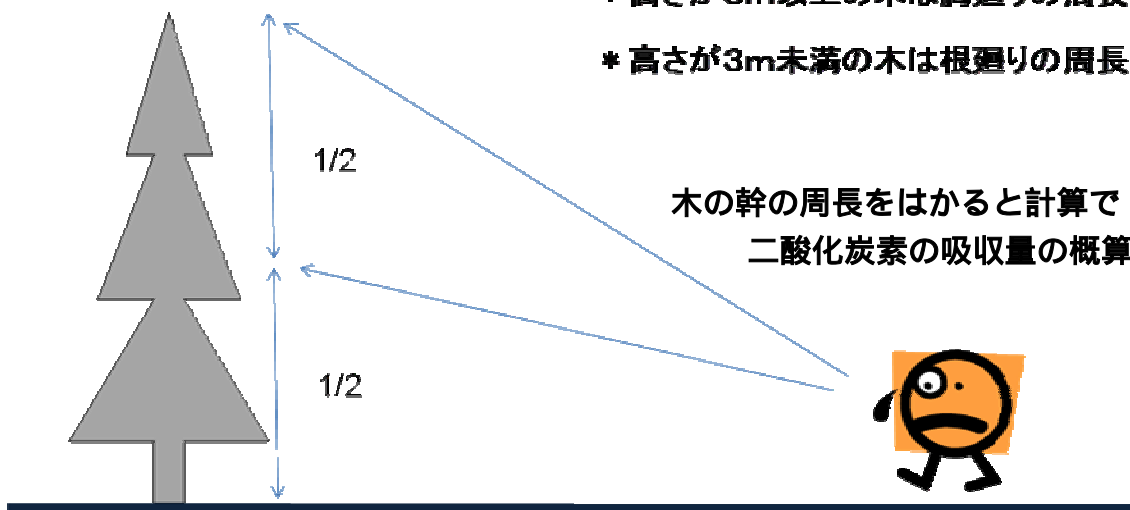 * 高さが3m未満の木は根廻りの周長
1/2
木の幹の周長をはかると計算で
二酸化炭素の吸収量の概算
1/2